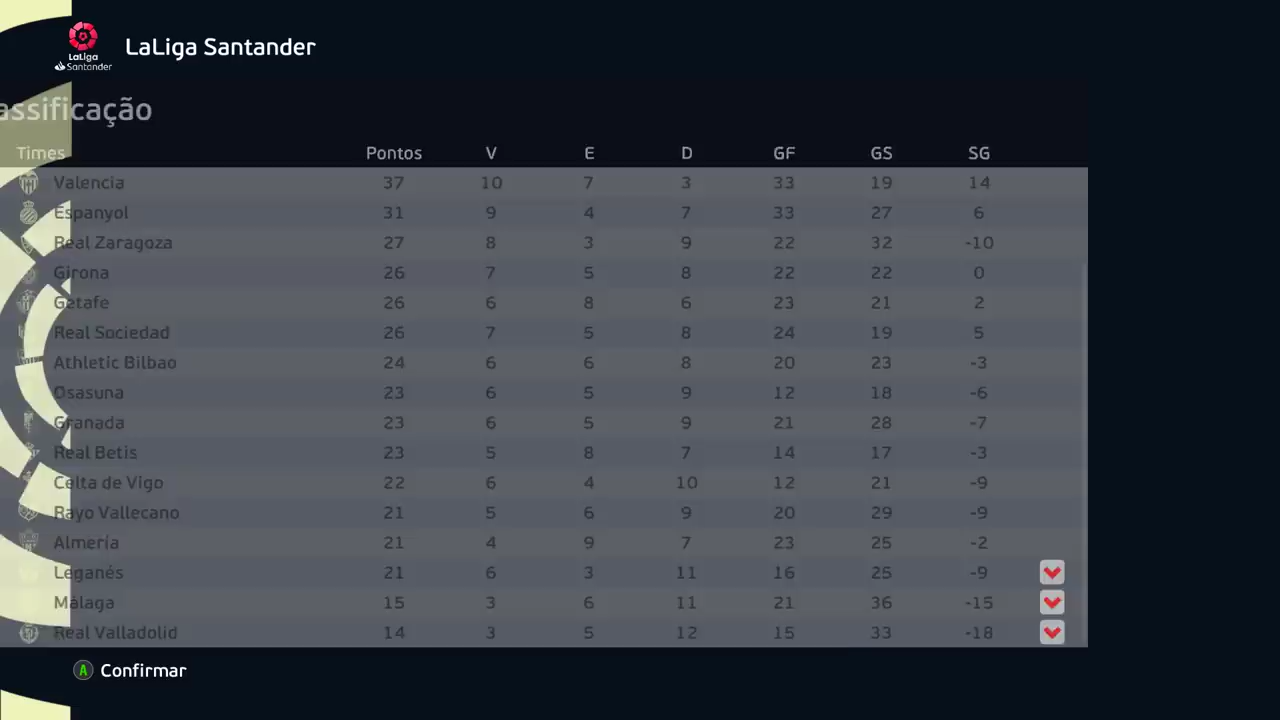 LaLiga
Santander
LaLiga Santander
assificação
Times Pontos V E D GF GS SG
Valencia 37 10 7 3 33 19 14
Espanyol 31 9 4 7 33 27 6
Real Zaragoza 27 8 3 9 22 32 -10
Girona 26 7 5 8 22 22 0
Getafe 26 6 8 6 23 21 2
Real Sociedad 26 7 5 8 24 19 5
Athletic Bilbao 24 6 6 8 20 23 -3
Osasuna 23 6 5 9 12 18 -6
Granada 23 6 5 9 21 28 -7
Real Betis 23 5 8 7 14 17 -3
Celta de Vigo 22 6 4 10 12 21 -9
Rayo Vallecano 21 5 6 9 20 29 -9
Almería 21 4 9 7 23 25 -2
Leganés 21 6 3 11 16 25 -9
Málaga 15 3 6 11 21 36 -15
Real Valladolid 14 3 5 12 15 33 -18
A Confirmar